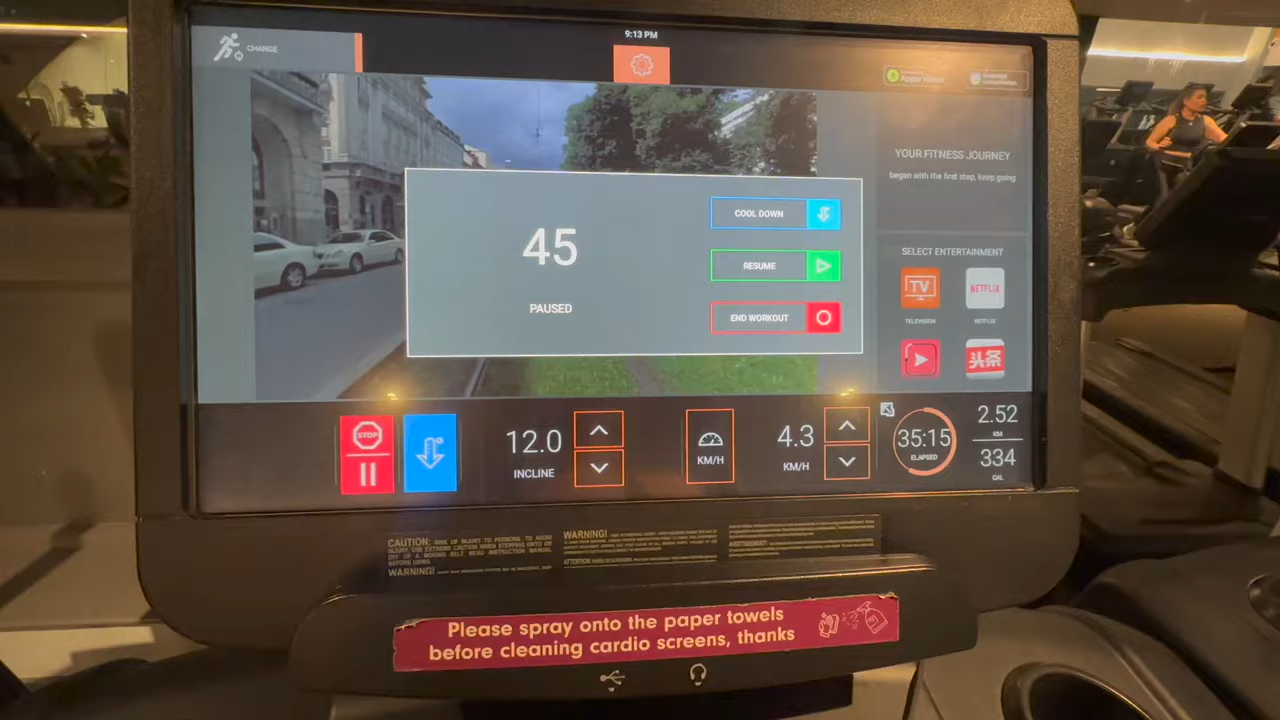 9:13 PM
CHANGE
Apple Watch
YOUR FITNESS JOURNEY
began with the first step, keep going
45
PAUSED
COOL DOWN
RESUME
END WORKOUT
SELECT ENTERTAINMENT
TV
NETFLIX
TELEVISION
NETFLIX
头条
STOP
12.0
INCLINE
KM/H
4.3
KM/H
35:15
ELAPSED
2.52
KM
334
CAL
CAUTION: RISK OF INJURY TO PERSONS. TO AVOID
INJURY, USE EXTREME CAUTION WHEN STEPPING ONTO OR
OFF OF A MOVING BELT. READ INSTRUCTION MANUAL
BEFORE USING.
WARNING!
WARNING!
Please spray onto the paper towels
before cleaning cardio screens, thanks